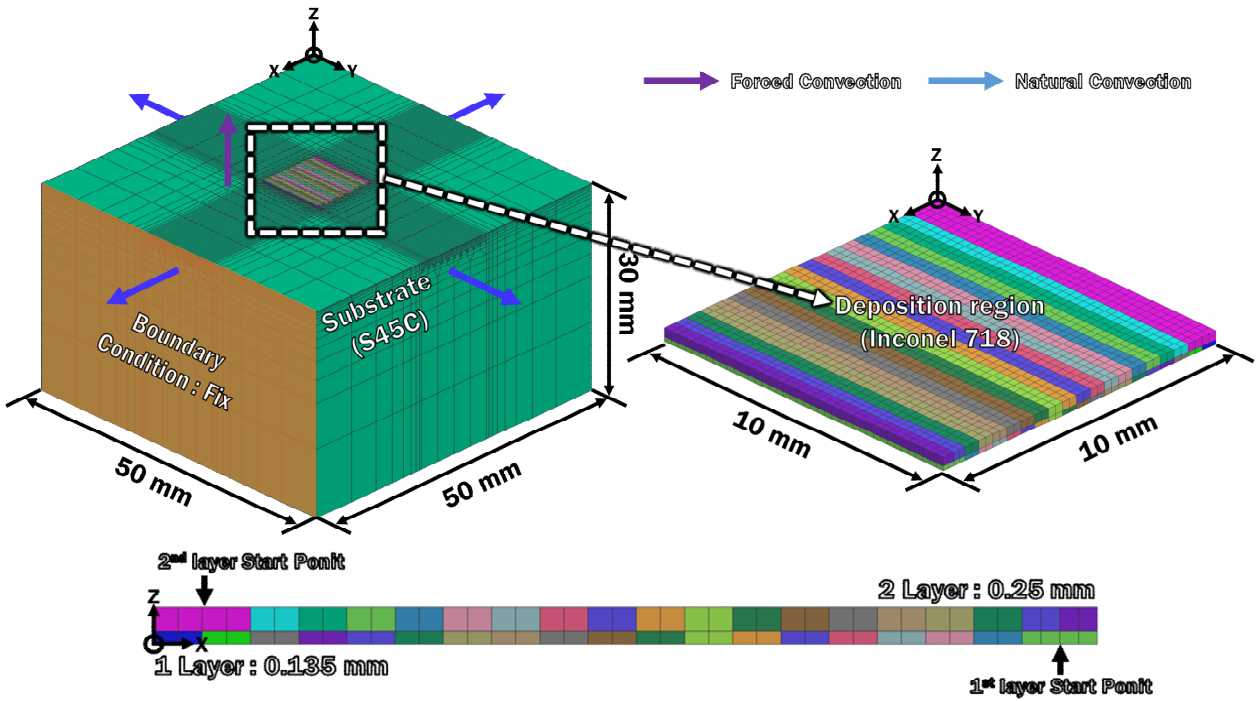 Z
X
Y
Forced Convection
Natural Convection
Z
X
Y
30 mm
Substrate
(S45C)
Boundary
Condition : Fix
Deposition region
(Inconel 718)
50 mm
50 mm
10 mm
10 mm
2nd layer Start Ponit
Z
2 Layer : 0.25 mm
X
1 Layer : 0.135 mm
1st layer Start Ponit